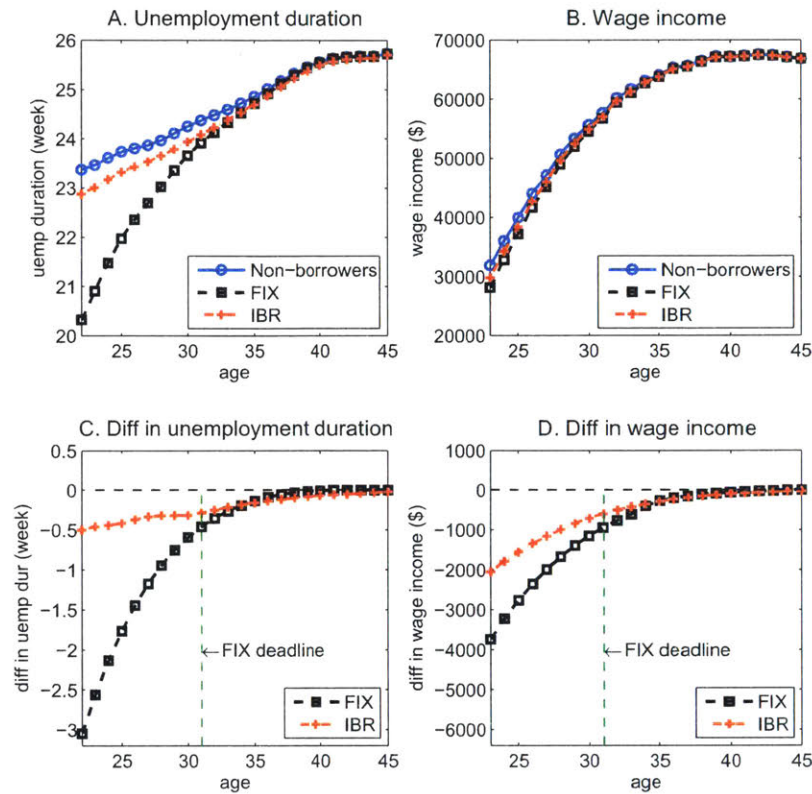 A. Unemployment duration
26
25
24
23
22
21
20
uemp duration (week)
Non-borrowers
FIX
IBR
25
30
35
40
45
age
B. Wage income
70000
60000
50000
40000
30000
20000
wage income ($)
Non-borrowers
FIX
IBR
25
30
35
40
45
age
C. Diff in unemployment duration
0.5
0
−0.5
−1
−1.5
−2
−2.5
−3
diff in uemp dur (week)
←FIX deadline
FIX
IBR
25
30
35
40
45
age
D. Diff in wage income
1000
0
−1000
−2000
−3000
−4000
−5000
−6000
diff in wage income ($)
←FIX deadline
FIX
IBR
25
30
35
40
45
age